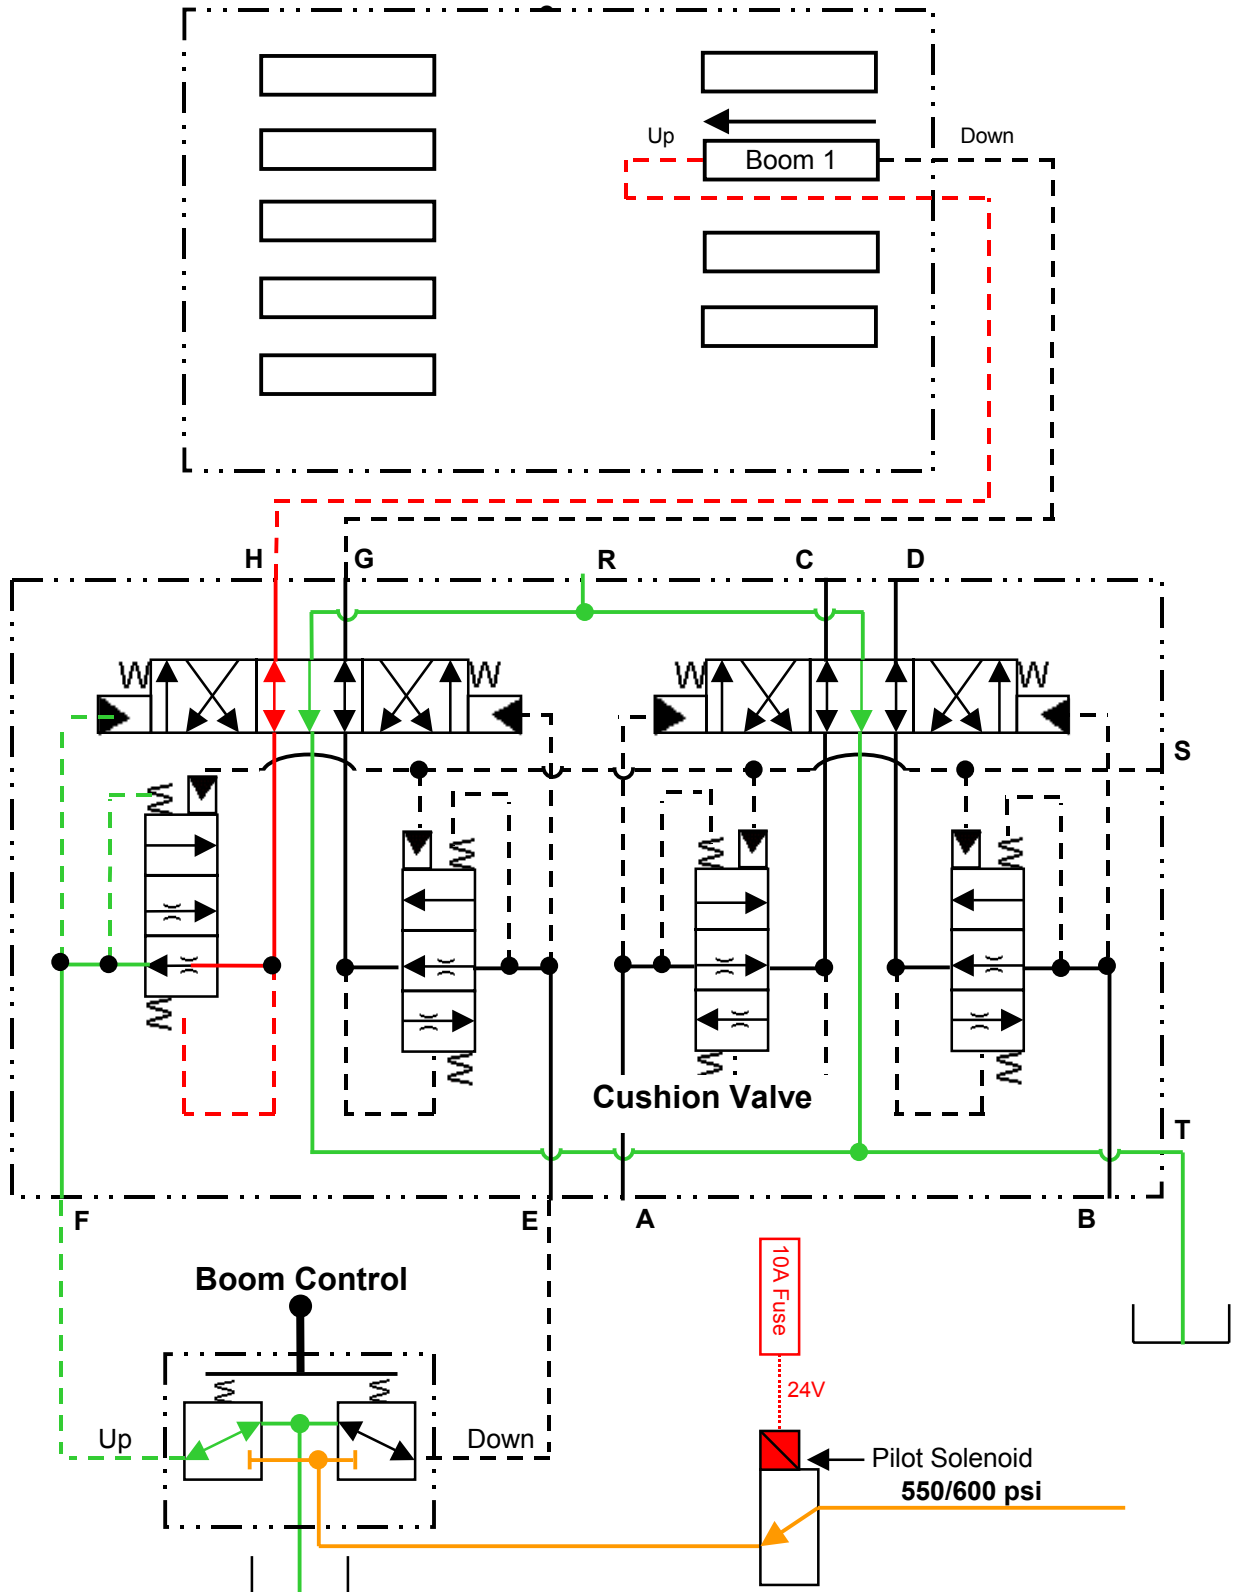 Up
Down
Boom 1
H
G
R
C
D
S
Cushion Valve
T
F
E
A
B
Boom Control
10A Fuse
24V
Up
Down
Pilot Solenoid
550/600 psi